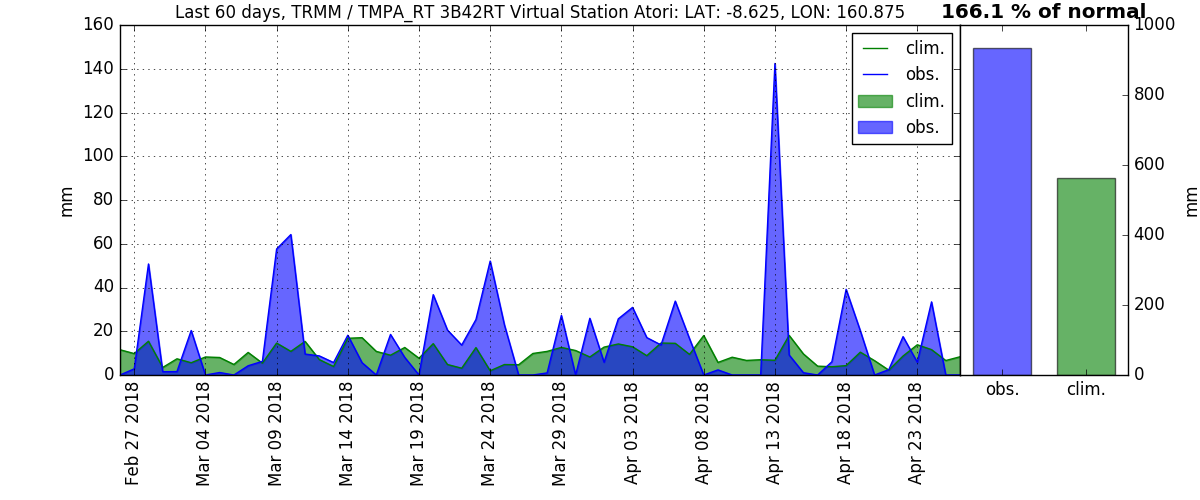 Last 60 days, TRMM / TMPA_RT 3B42RT Virtual Station Atori: LAT: -8.625, LON: 160.875
166.1 % of normal
160
140
120
100
80
60
40
20
0
mm
clim.
obs.
clim.
obs.
Feb 27 2018
Mar 04 2018
Mar 09 2018
Mar 14 2018
Mar 19 2018
Mar 24 2018
Mar 29 2018
Apr 03 2018
Apr 08 2018
Apr 13 2018
Apr 18 2018
Apr 23 2018
1000
800
600
400
200
0
mm
obs.
clim.